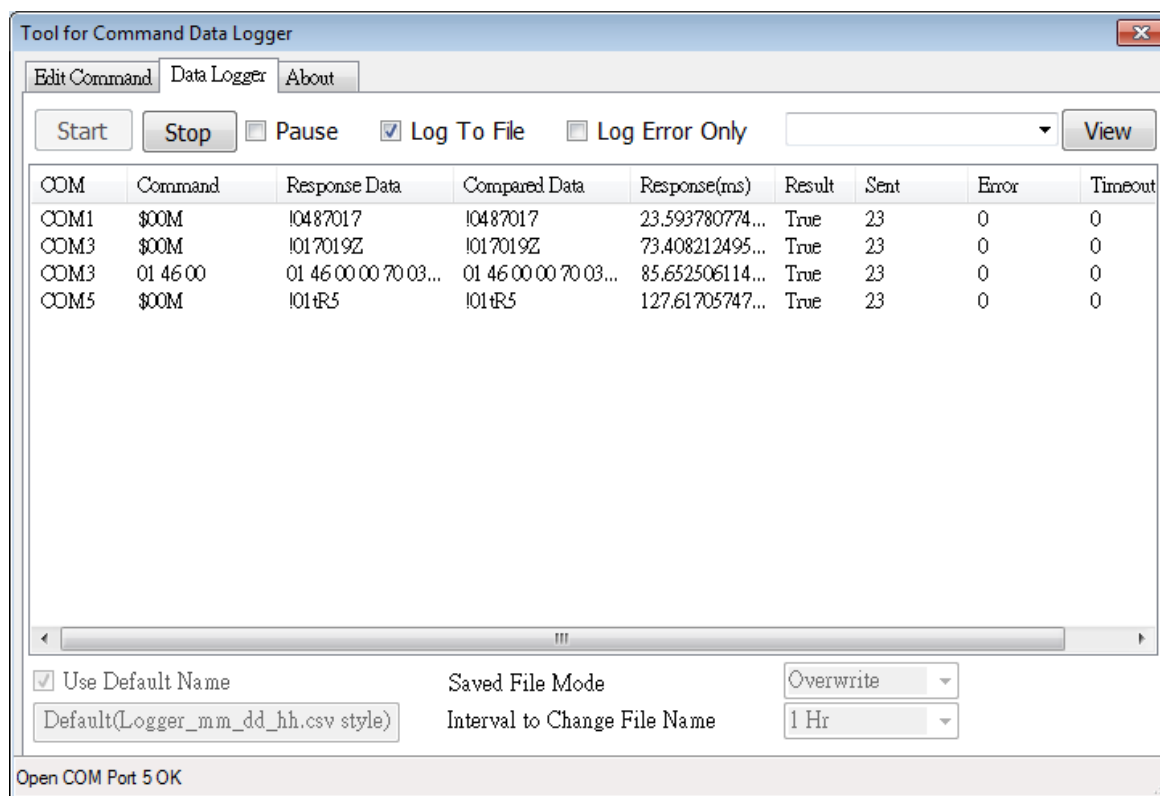 Tool for Command Data Logger
Edit Command Data Logger About
Start Stop Pause Log To File Log Error Only View
COM Command Response Data Compared Data Response(ms) Result Sent Error Timeout
COM1 $00M !0487017 !0487017 23.593780774... True 23 0 0
COM3 $00M !017019Z !017019Z 73.408212495... True 23 0 0
COM3 01 46 00 01 46 00 00 70 03... 01 46 00 00 70 03... 85.652506114... True 23 0 0
COM5 $00M !01tR5 !01tR5 127.61705747... True 23 0 0
Use Default Name Saved File Mode Overwrite
Default(Logger_mm_dd_hh.csv style) Interval to Change File Name 1 Hr
Open COM Port 5 OK